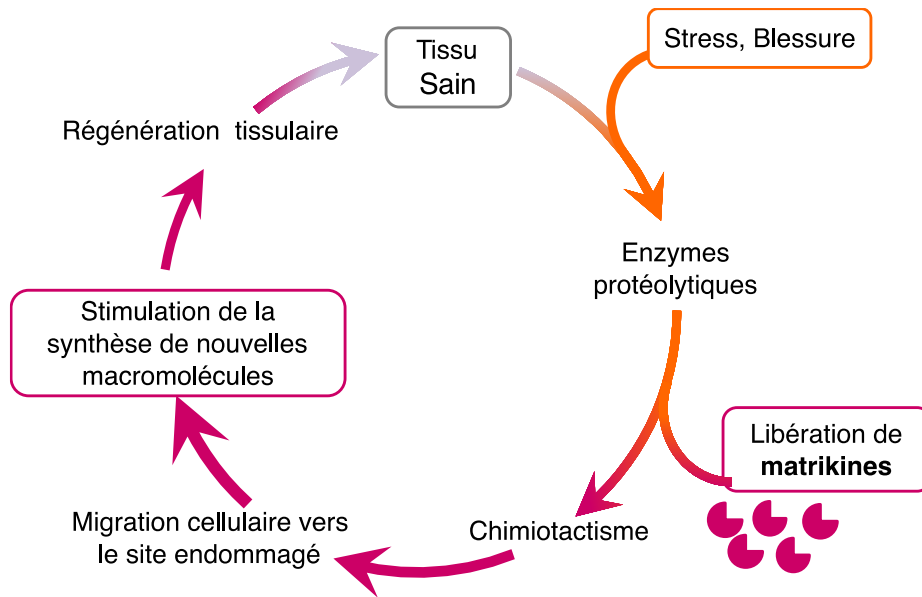 Tissu
Sain
Stress, Blessure
Enzymes
protéolytiques
Libération de
matrikines
Chimiotactisme
Migration cellulaire vers
le site endommagé
Stimulation de la
synthèse de nouvelles
macromolécules
Régénération tissulaire